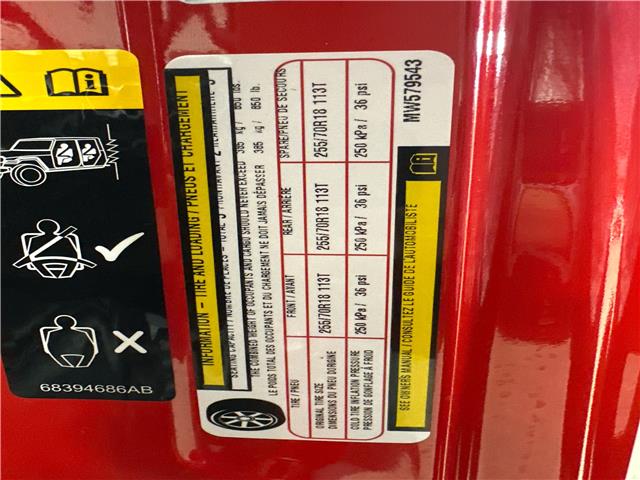 68394686AB
INFORMATION – TIRE AND LOADING / PNEUS ET CHARGEMENT
THE COMBINED WEIGHT OF OCCUPANTS AND CARGO SHOULD NEVER EXCEED 385 kg / 850 lb.
LE POIDS TOTAL DES OCCUPANTS ET DU CHARGEMENT NE DOIT JAMAIS DÉPASSER 385 kg / 850 lb.
TIRE / PNEU FRONT / AVANT REAR / ARRIÈRE SPARE/PNEU DE SECOURS
ORIGINAL TIRE SIZE
DIMENSIONS DU PNEU D'ORIGINE
255/70R18 113T 255/70R18 113T 255/70R18 113T
COLD TIRE INFLATION PRESSURE
PRESSION DE GONFLAGE À FROID
250 kPa / 36 psi 250 kPa / 36 psi 250 kPa / 36 psi
SEE OWNERS MANUAL / CONSULTEZ LE GUIDE DE L'AUTOMOBILISTE
MW579543